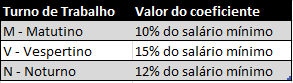 Turno de Trabalho Valor do coeficiente
M - Matutino 10% do salário mínimo
V - Vespertino 15% do salário mínimo
N - Noturno 12% do salário mínimo